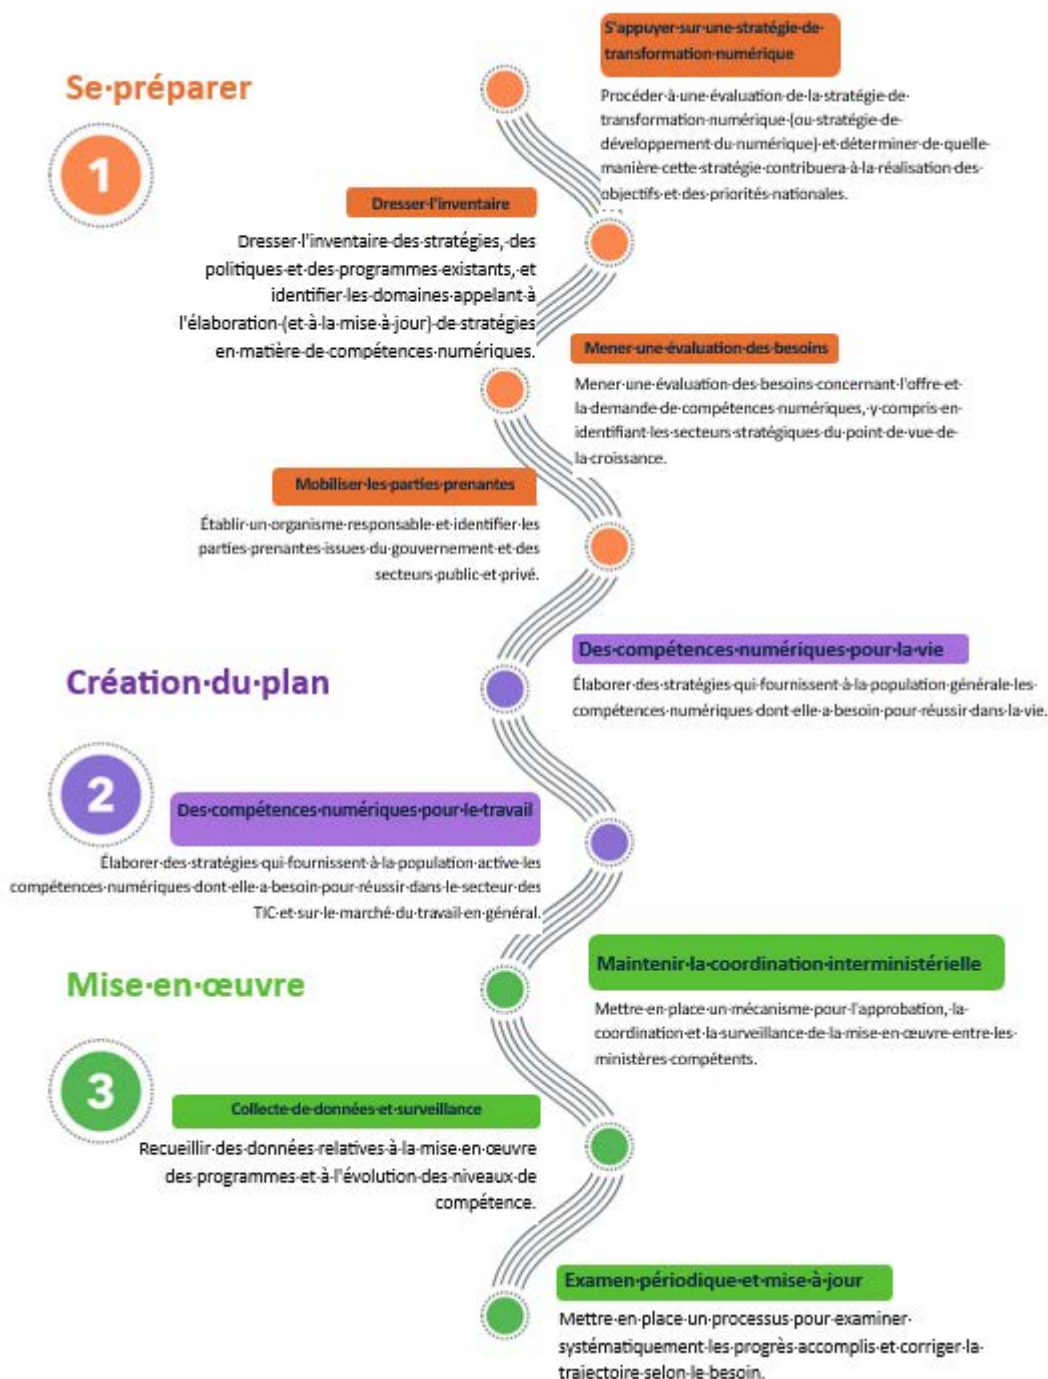 S'appuyer·sur·une·stratégie·de·
transformation·numérique
Se·préparer
1
Procéder·à·une·évaluation·de·la·stratégie·de·
transformation·numérique·(ou·stratégie·de·
développement·du·numérique)·et·déterminer·de·quelle·
manière·cette·stratégie·contribuera·à·la·réalisation·des·
objectifs·et·des·priorités·nationales.
Dresser·l'inventaire
Dresser·l'inventaire·des·stratégies,·des
politiques·et·des·programmes·existants,·et
identifier·les·domaines·appelant·à
l'élaboration·(et·à·la·mise·à·jour)·de·stratégies
en·matière·de·compétences·numériques.
Mener·une·évaluation·des·besoins
Mener·une·évaluation·des·besoins·concernant·l'offre·et·
la·demande·de·compétences·numériques,·y·compris·en·
identifiant·les·secteurs·stratégiques·du·point·de·vue·de·
la·croissance.
Mobiliser·les·parties·prenantes
Établir·un·organisme·responsable·et·identifier·les
parties·prenantes·issues·du·gouvernement·et·des
secteurs·public·et·privé.
Création·du·plan
2
Des·compétences·numériques·pour·la·vie
Élaborer·des·stratégies·qui·fournissent·à·la·population·générale·les·
compétences·numériques·dont·elle·a·besoin·pour·réussir·dans·la·vie.
Des·compétences·numériques·pour·le·travail
Élaborer·des·stratégies·qui·fournissent·à·la·population·active·les
compétences·numériques·dont·elle·a·besoin·pour·réussir·dans·le·secteur·des
TIC·et·sur·le·marché·du·travail·en·général.
Mise·en·œuvre
3
Maintenir·la·coordination·interministérielle
Mettre·en·place·un·mécanisme·pour·l'approbation,·la·
coordination·et·la·surveillance·de·la·mise·en·œuvre·entre·les·
ministères·compétents.
Collecte·de·données·et·surveillance
Recueillir·des·données·relatives·à·la·mise·en·œuvre
des·programmes·et·à·l'évolution·des·niveaux·de
compétence.
Examen·périodique·et·mise·à·jour
Mettre·en·place·un·processus·pour·examiner·
systématiquement·les·progrès·accomplis·et·corriger·la·
trajectoire·selon·le·besoin.